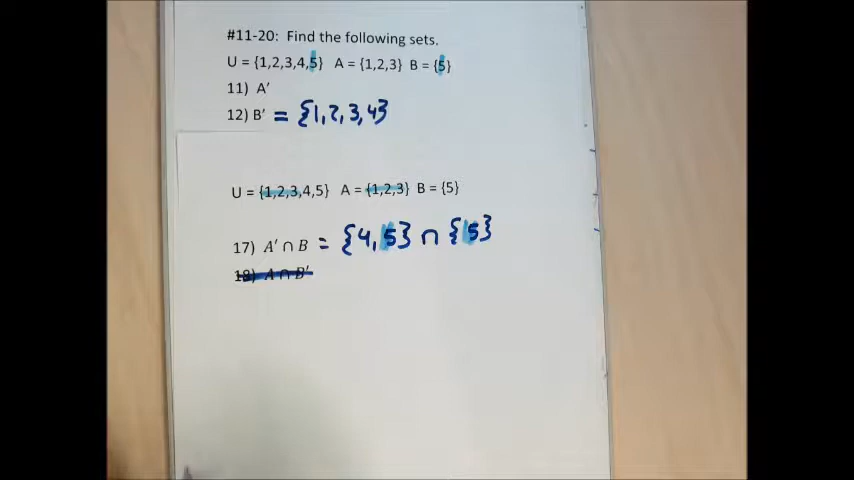 #11-20: Find the following sets.
U = {1,2,3,4,5} A = {1,2,3} B = {5}
11) A′
12) B′ = {1,2,3,4}
U = {1,2,3,4,5} A = {1,2,3} B = {5}
17) A′ ∩ B = {4,5} ∩ {5}
18) A ∩ B′